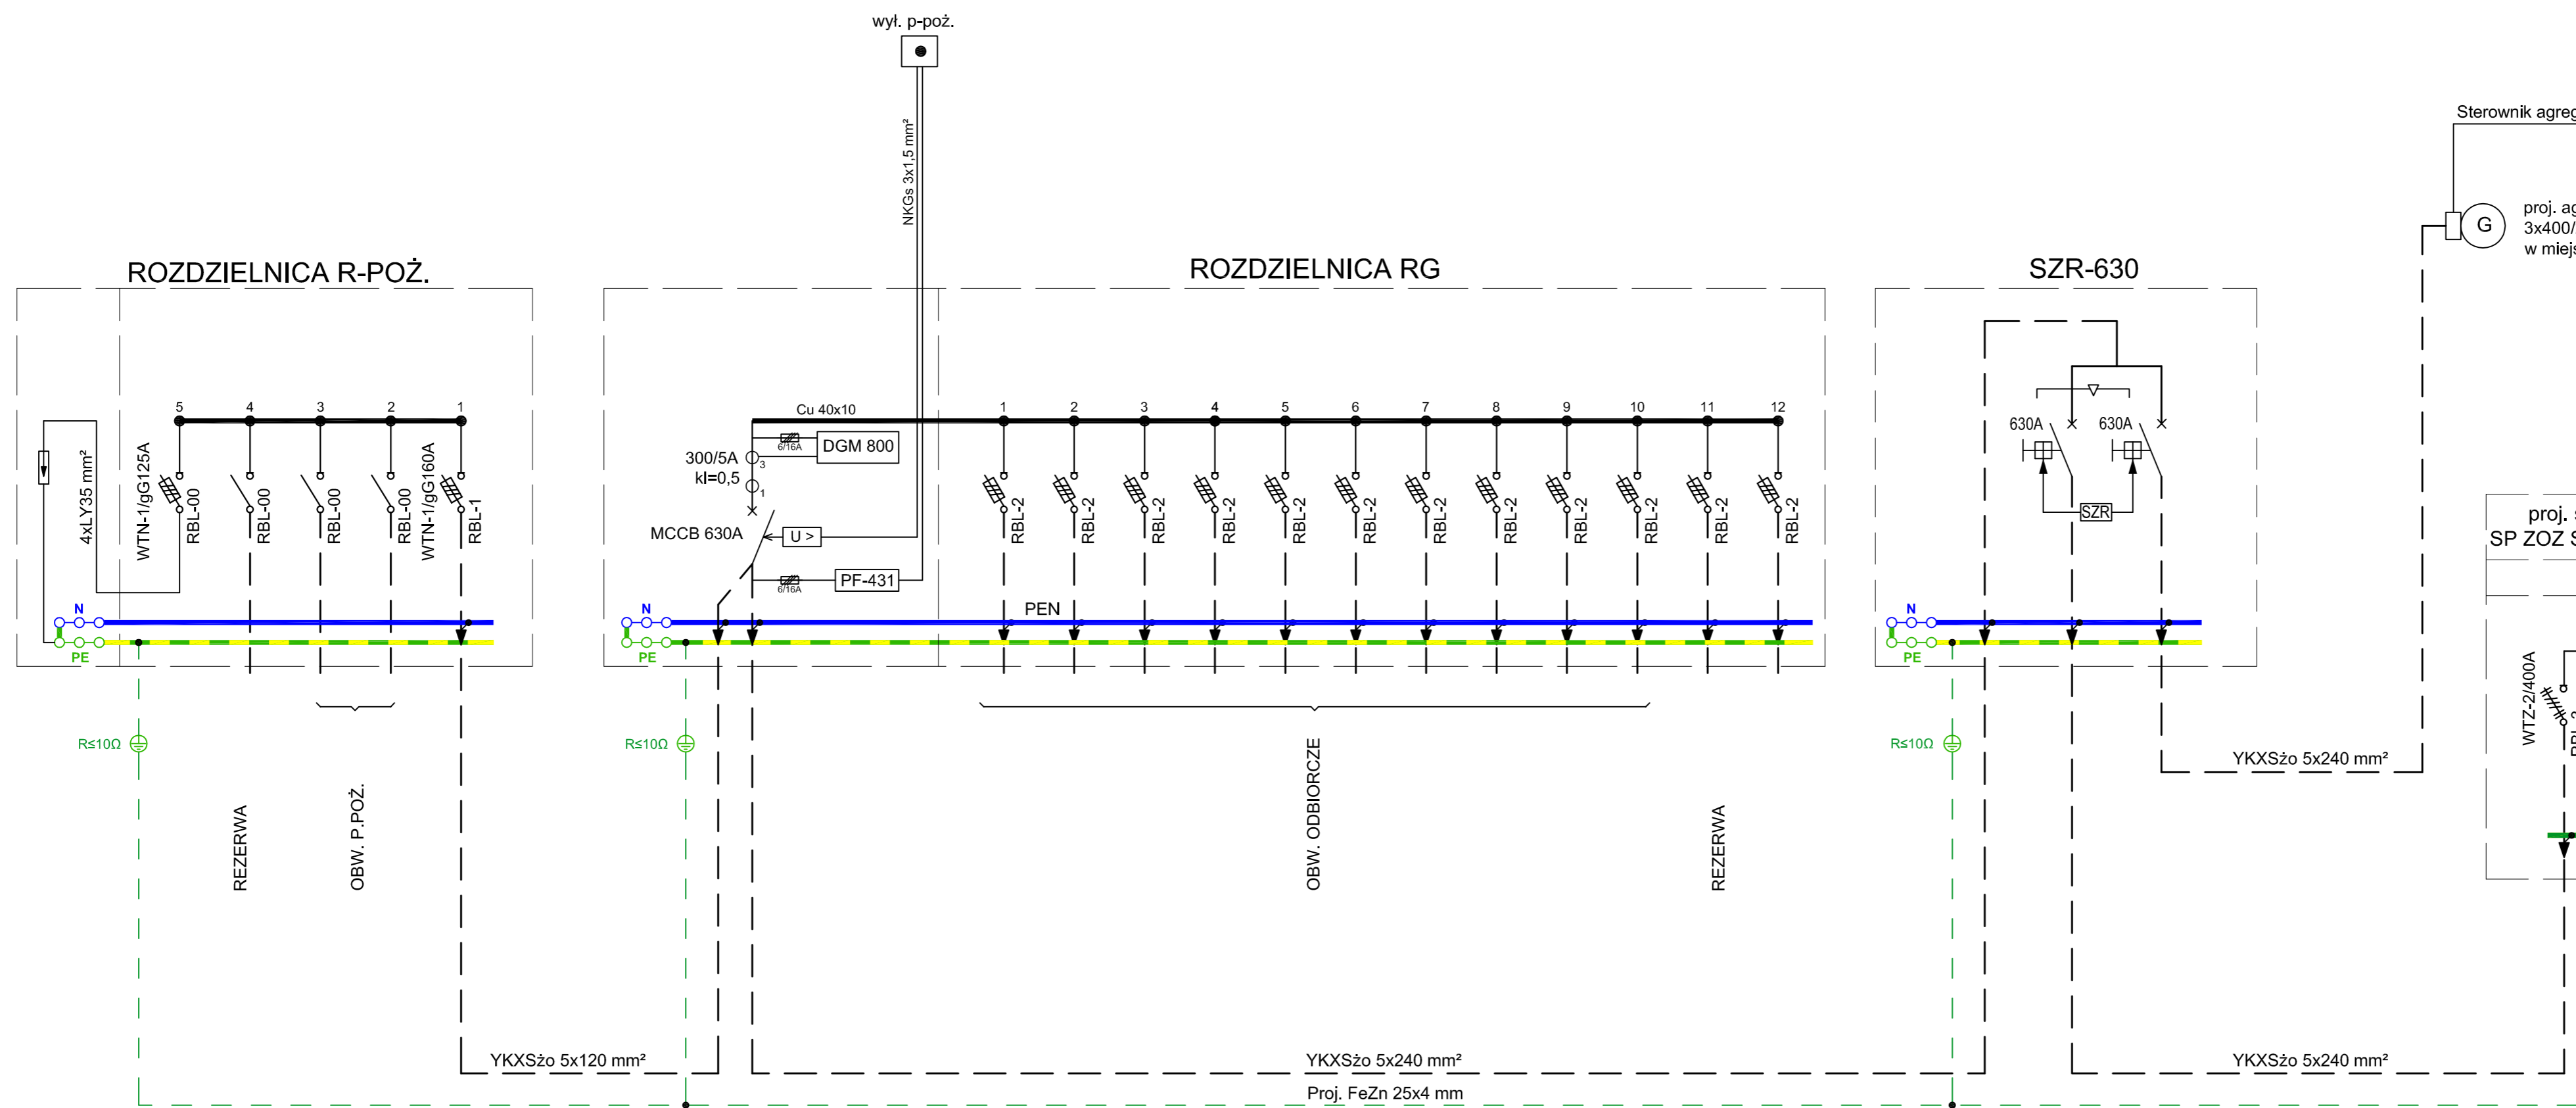 wył. p-poż.
NKGs 3x1,5 mm²
Sterownik agreg
G
proj. ag
3x400/
w miejs
ROZDZIELNICA R-POŻ.
5
4
3
2
1
4xLY35 mm²
WTN-1/gG125A
RBL-00
RBL-00
RBL-00
RBL-00
WTN-1/gG160A
RBL-1
N
PE
R≤10Ω
REZERWA
OBW. P.POŻ.
YKXSżo 5x120 mm²
ROZDZIELNICA RG
Cu 40x10
1
2
3
4
5
6
7
8
9
10
11
12
6/16A
DGM 800
300/5A
3
kl=0,5
1
MCCB 630A
U >
6/16A
PF-431
RBL-2
RBL-2
RBL-2
RBL-2
RBL-2
RBL-2
RBL-2
RBL-2
RBL-2
RBL-2
RBL-2
RBL-2
N
PEN
PE
R≤10Ω
OBW. ODBIORCZE
REZERWA
YKXSżo 5x240 mm²
Proj. FeZn 25x4 mm
SZR-630
630A
630A
SZR
N
PE
R≤10Ω
YKXSżo 5x240 mm²
YKXSżo 5x240 mm²
proj. s
SP ZOZ S
WTZ-2/400A